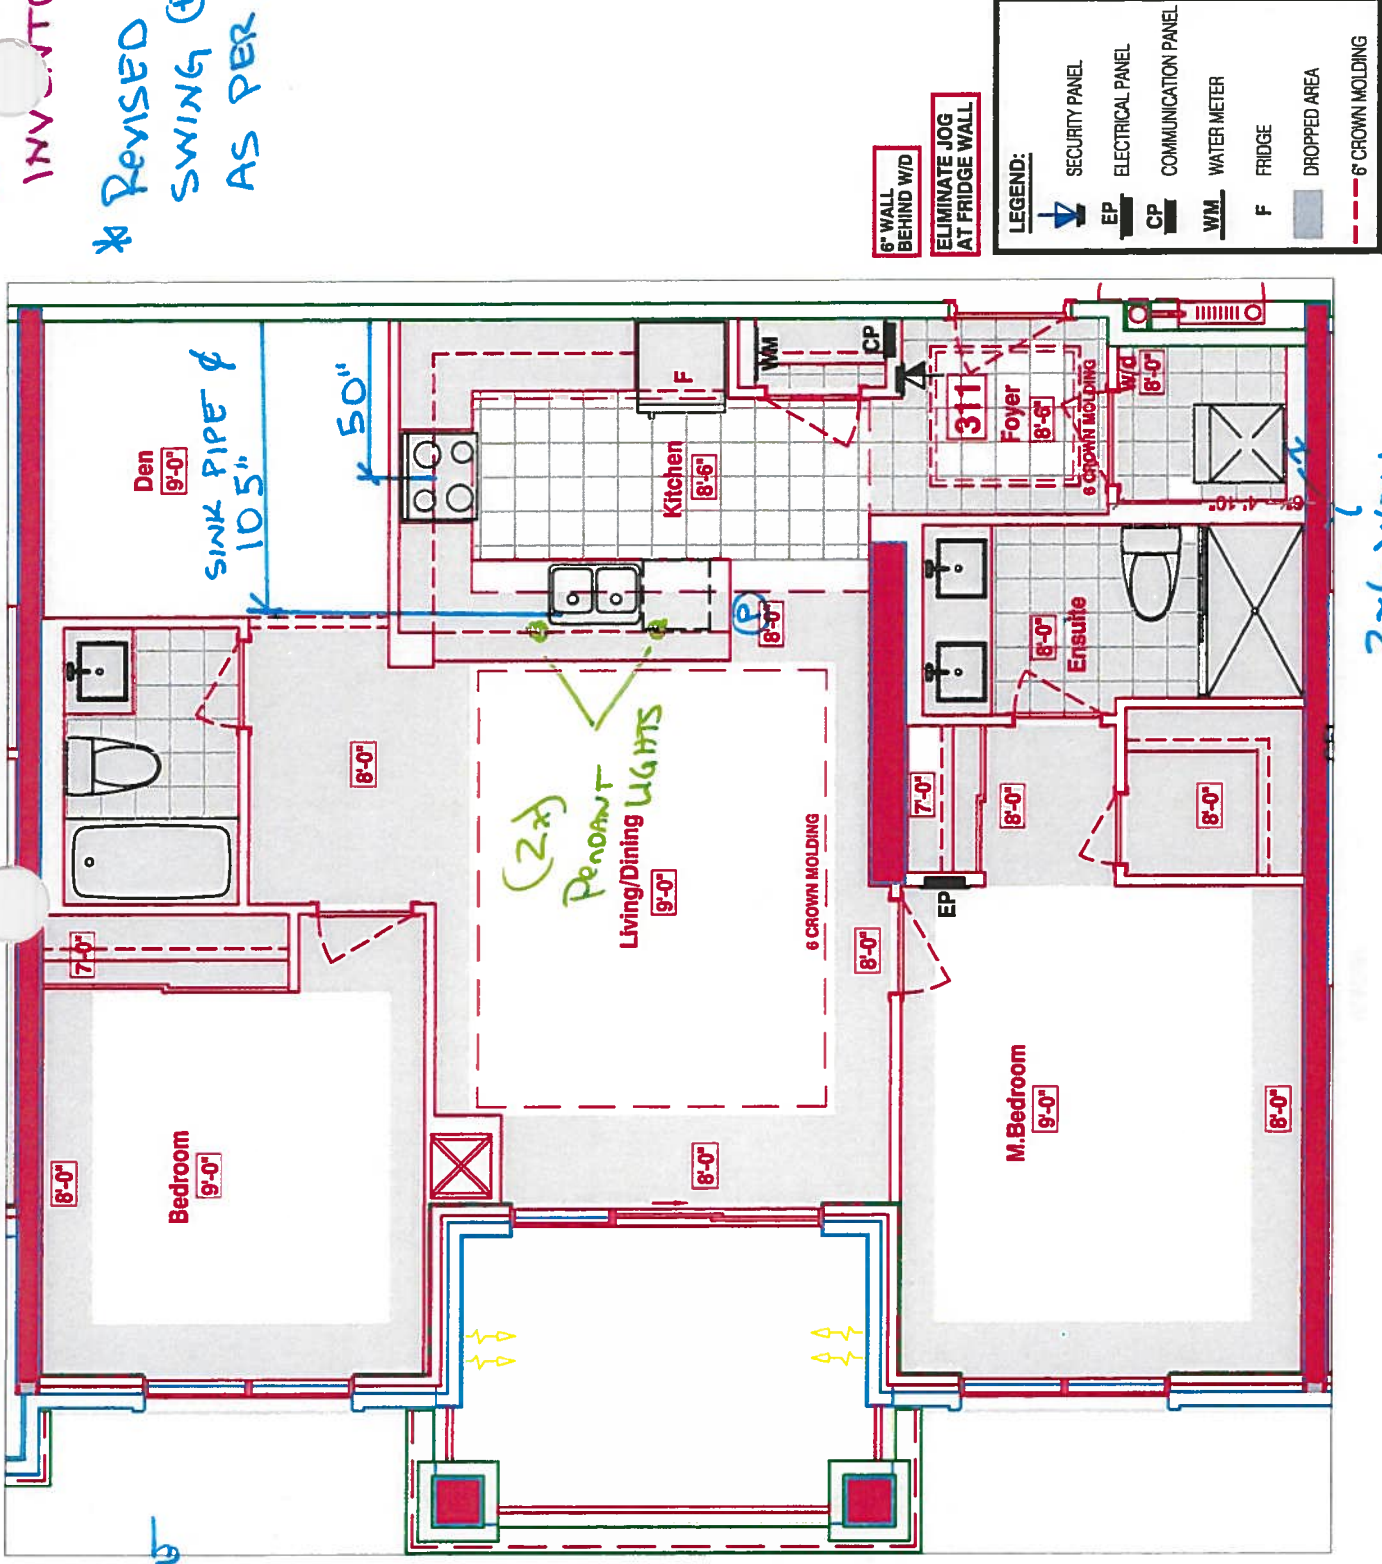 * REVISED
SWING
AS PER
6" WALL
BEHIND W/D
ELIMINATE JOG
AT FRIDGE WALL
LEGEND:
SECURITY PANEL
EP ELECTRICAL PANEL
CP COMMUNICATION PANEL
WM WATER METER
F FRIDGE
DROPPED AREA
6" CROWN MOLDING
Den
9'-0"
SINK PIPE ¢
105"
50"
F
WM
CP
Kitchen
8'-6"
311
Foyer
8'-6"
6 CROWN MOLDING
W/d
8'-0"
P
8'-0"
8'-0"
Ensuite
8'-0"
(2x)
PENDANT
LIGHTS
Living/Dining
9'-0"
6 CROWN MOLDING
7'-0"
8'-0"
8'-0"
EP
8'-0"
7'-0"
8'-0"
Bedroom
9'-0"
8'-0"
M.Bedroom
9'-0"
8'-0"